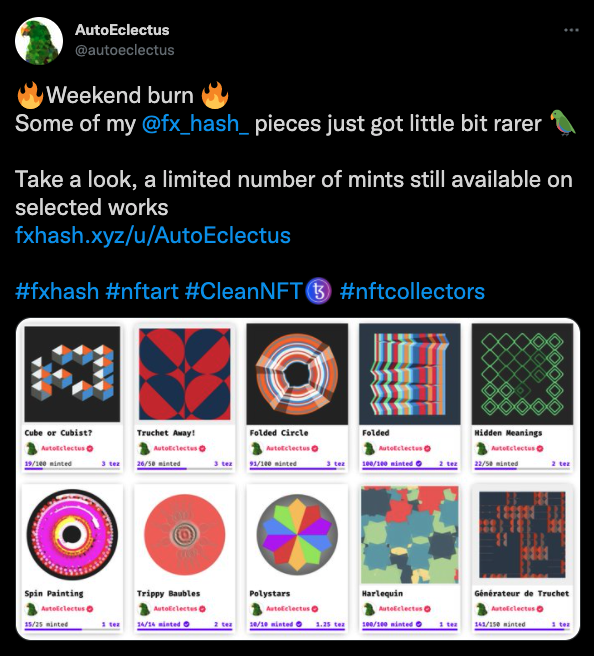 AutoEclectus
@autoeclectus
🔥Weekend burn 🔥
Some of my @fx_hash_ pieces just got little bit rarer 🦜
Take a look, a limited number of mints still available on
selected works
fxhash.xyz/u/AutoEclectus
#fxhash #nftart #CleanNFT #nftcollectors
Cube or Cubist? Truchet Away! Folded Circle Folded Hidden Meanings
AutoEclectus AutoEclectus AutoEclectus AutoEclectus AutoEclectus
19/100 minted 3 tez 26/50 minted 3 tez 91/100 minted 3 tez 100/100 minted 2 tez 22/50 minted 2 tez
Spin Painting Trippy Baubles Polystars Harlequin Générateur de Truchet
AutoEclectus AutoEclectus AutoEclectus AutoEclectus AutoEclectus
15/25 minted 1 tez 14/14 minted 2 tez 10/10 minted 1.25 tez 100/100 minted 1 tez 141/150 minted 1 tez